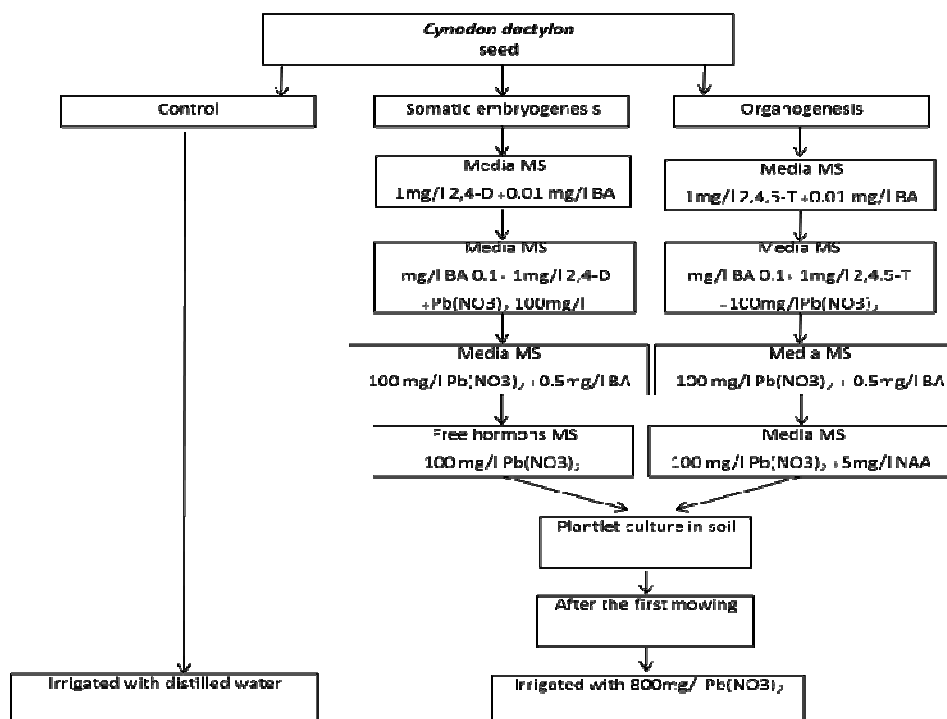 Cynodon dactylon
seed
Control
Somatic embryogenesis
Organogenesis
Media MS
1mg/l 2,4-D +0.01 mg/l BA
Media MS
1mg/l 2,4,5-T +0.01 mg/l BA
Media MS
mg/l BA 0.1+ 1mg/l 2,4-D
+Pb(NO3)₂ 100mg/l
Media MS
mg/l BA 0.1+ 1mg/l 2,4.5-T
+100mg/lPb(NO3)₂
Media MS
100 mg/l Pb(NO3)₂ +0.5mg/l BA
Media MS
100 mg/l Pb(NO3)₂ + 0.5mg/l BA
Free hormons MS
100 mg/l Pb(NO3)₂
Media MS
100 mg/l Pb(NO3)₂ +5mg/l NAA
Plantlet culture in soil
After the first mowing
Irrigated with distilled water
Irrigated with 800mg/ Pb(NO3)₂